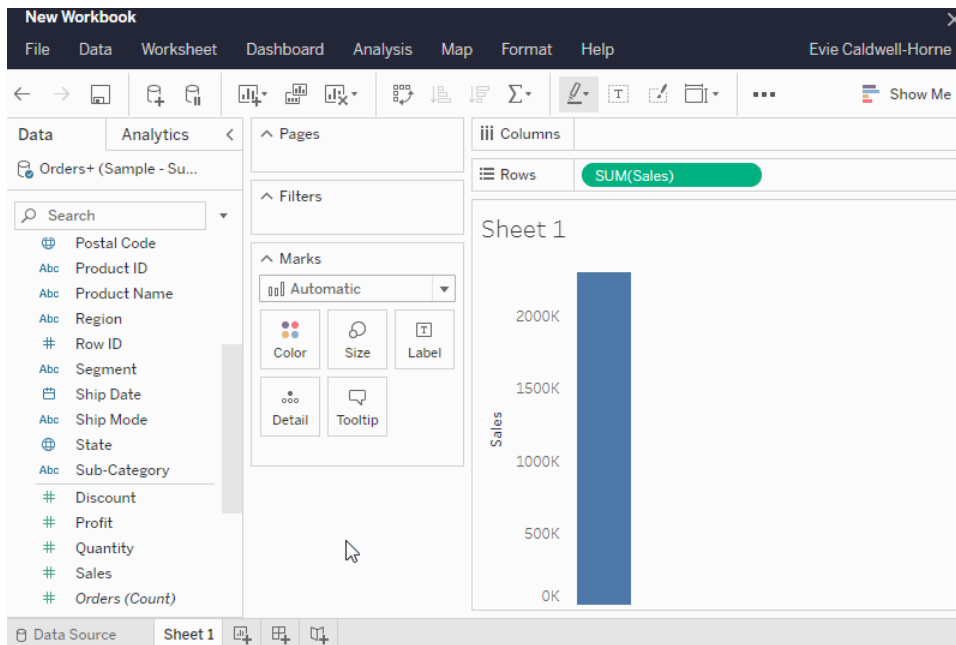 New Workbook
File Data Worksheet Dashboard Analysis Map Format Help Evie Caldwell-Horne
Show Me
Data Analytics
Orders+ (Sample - Su...
Search
Postal Code
Abc Product ID
Abc Product Name
Abc Region
# Row ID
Abc Segment
Ship Date
Abc Ship Mode
State
Abc Sub-Category
# Discount
# Profit
# Quantity
# Sales
# Orders (Count)
Pages
Filters
Marks
Automatic
Color Size T Label
Detail Tooltip
iii Columns
Rows SUM(Sales)
Sheet 1
2000K
1500K
1000K
500K
0K
Sales
Data Source Sheet 1